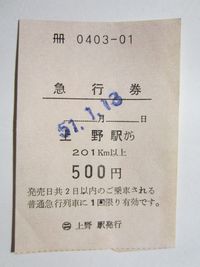 冊 0403-01
急行券
57.1.13
月 日
上野駅から
201Km以上
500円
発売日共2日以内のご乗車される
普通急行列車に1回限り有効です。
上野駅発行